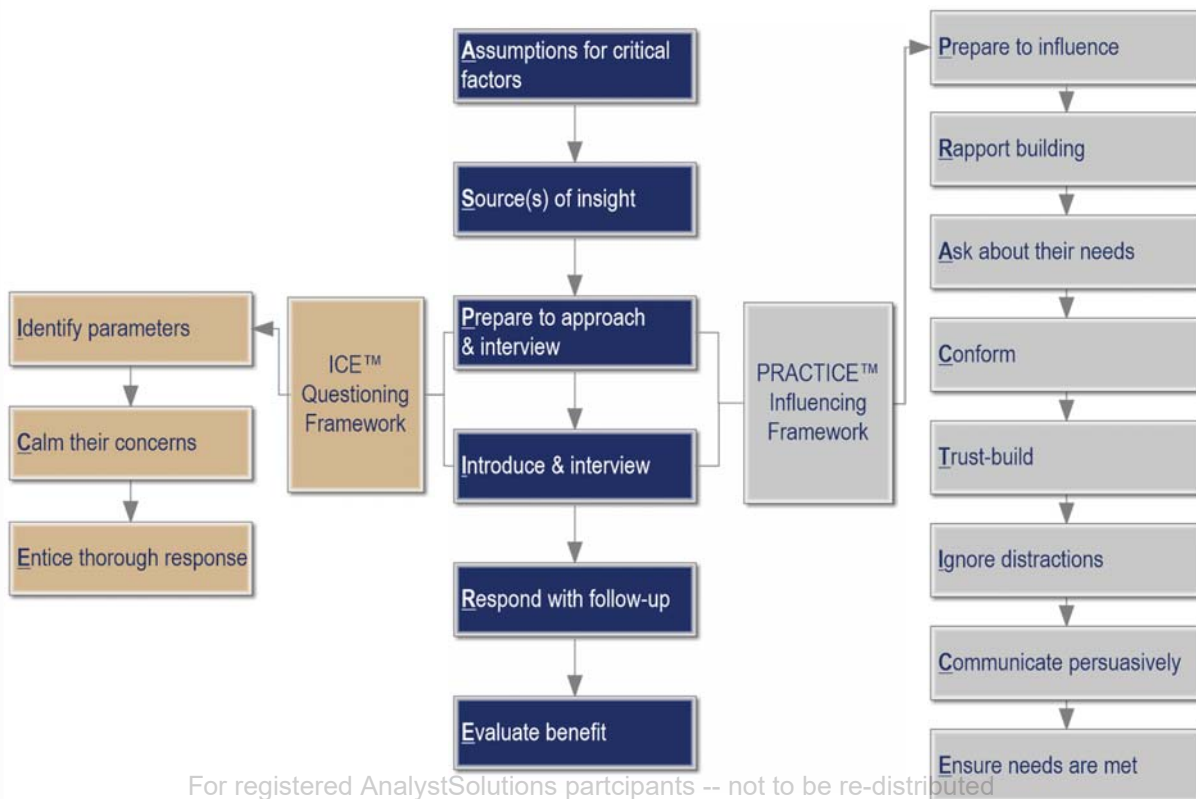 Assumptions for critical
factors
Source(s) of insight
Prepare to approach
& interview
Introduce & interview
Respond with follow-up
Evaluate benefit
ICE™
Questioning
Framework
Identify parameters
Calm their concerns
Entice thorough response
PRACTICE™
Influencing
Framework
Prepare to influence
Rapport building
Ask about their needs
Conform
Trust-build
Ignore distractions
Communicate persuasively
Ensure needs are met
For registered AnalystSolutions partcipants -- not to be re-distributed